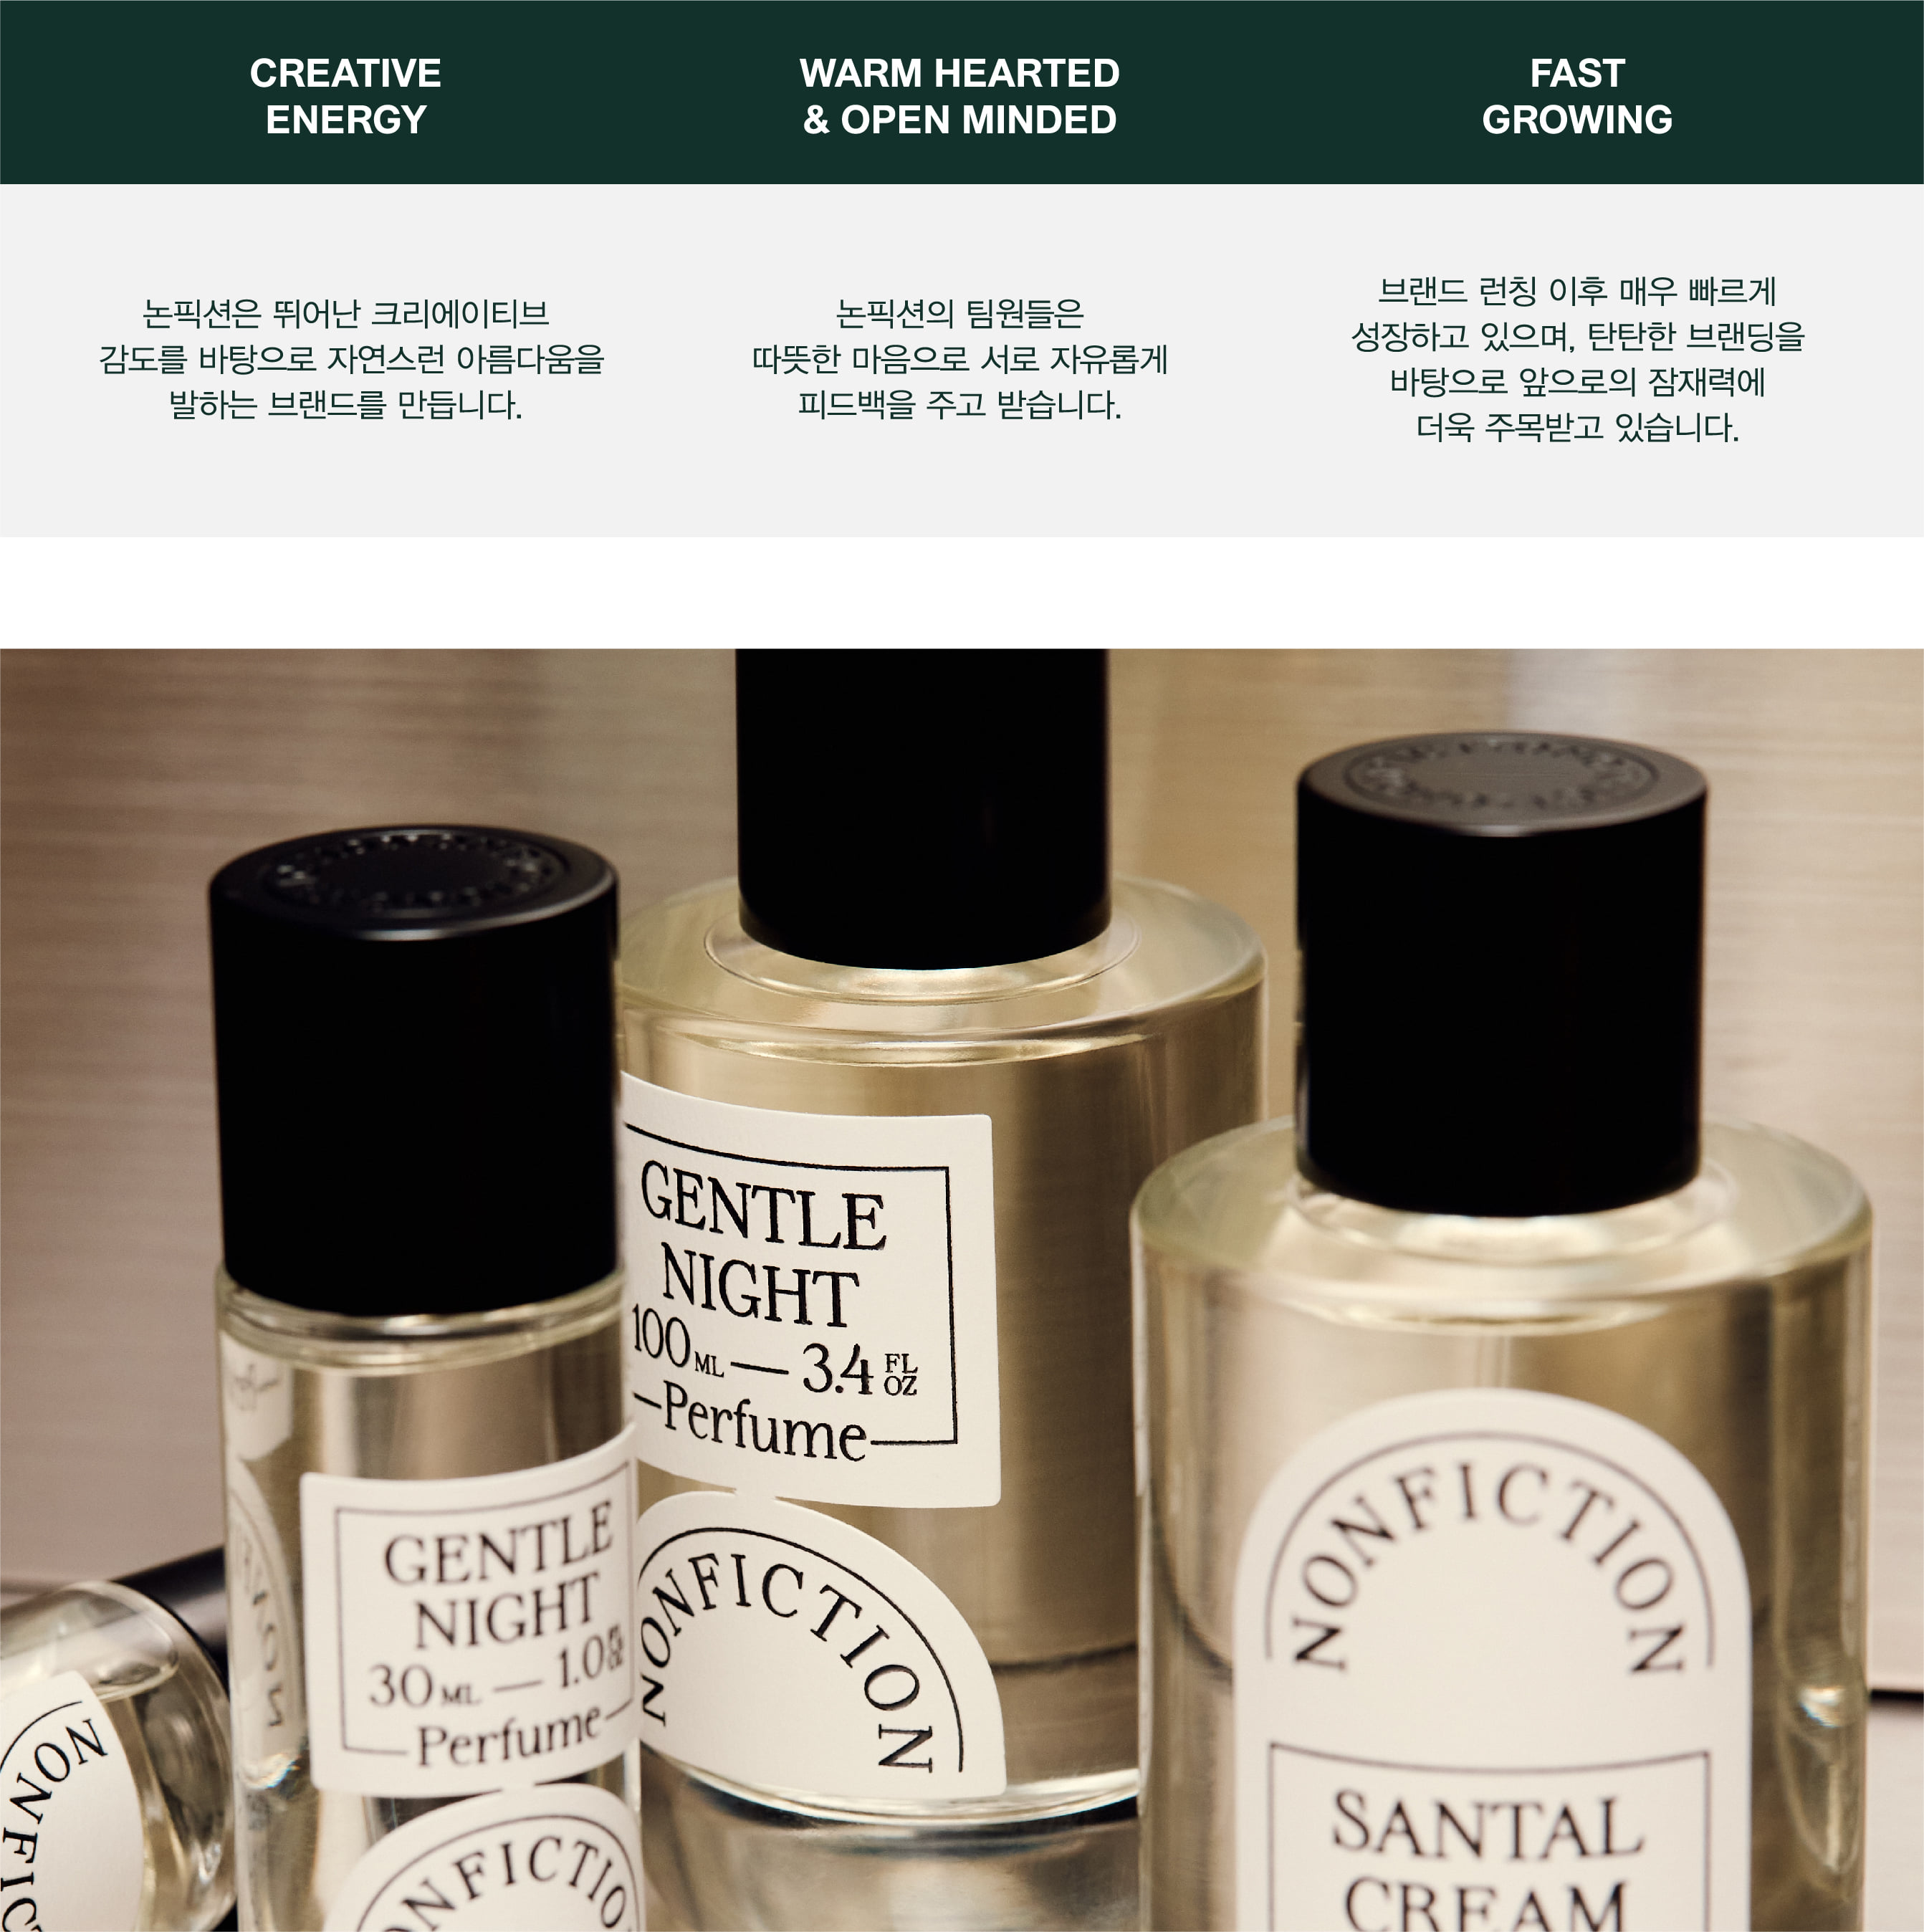 CREATIVE
ENERGY
WARM HEARTED
& OPEN MINDED
FAST
GROWING
논픽션은 뛰어난 크리에이티브
감도를 바탕으로 자연스런 아름다움을
발하는 브랜드를 만듭니다.
논픽션의 팀원들은
따뜻한 마음으로 서로 자유롭게
피드백을 주고 받습니다.
브랜드 런칭 이후 매우 빠르게
성장하고 있으며, 탄탄한 브랜딩을
바탕으로 앞으로의 잠재력에
더욱 주목받고 있습니다.
GENTLE
NIGHT
100 ML — 3.4 FL OZ
Perfume
NONFICTION
GENTLE
NIGHT
30 ML — 1.0
Perfume
NONFICTION
SANTAL
CREAM